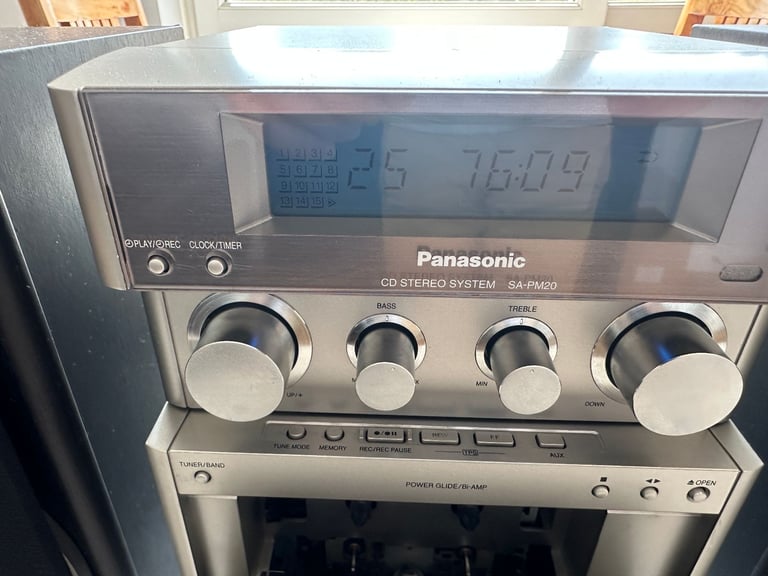 1 2 3 4
5 6 7 8
9 10 11 12
13 14 15
25 76:09
PLAY/ REC CLOCK/TIMER
Panasonic
CD STEREO SYSTEM SA-PM20
BASS TREBLE
MIN
UP/+
DOWN
TUNE MODE MEMORY REC/REC PAUSE
FF
AUX
TPS
TUNER/BAND
POWER GLIDE/Bi-AMP
OPEN